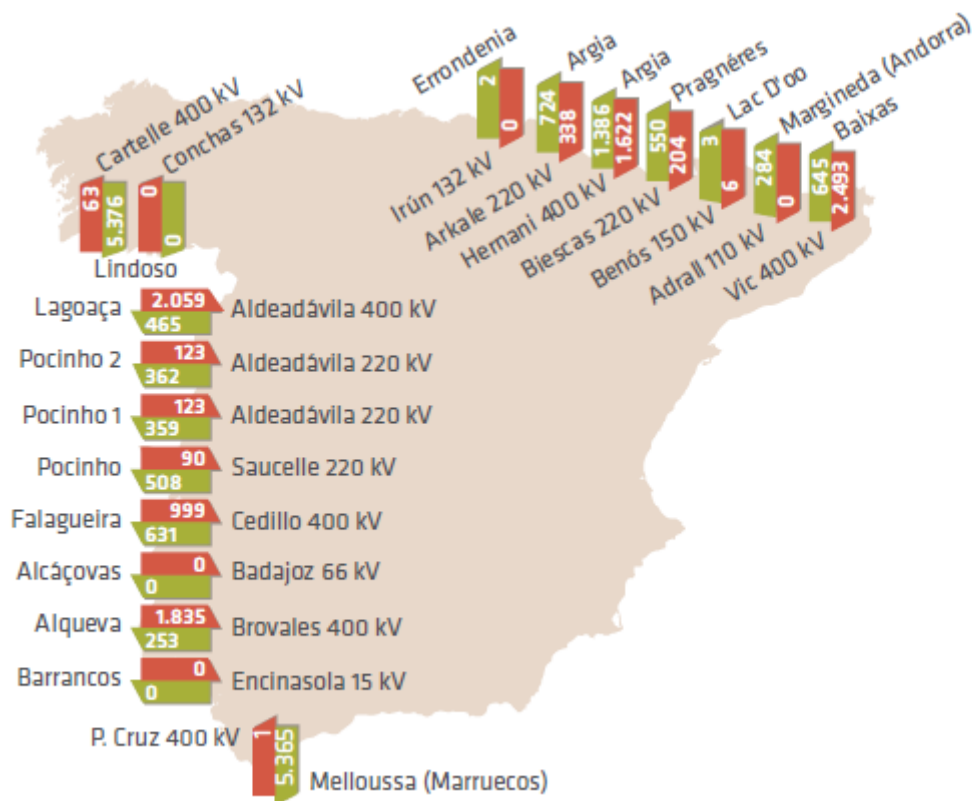 Errondenia
2
0
Irún 132 kV
Argia
724
338
Arkale 220 kV
Argia
1.386
1.622
Hernani 400 kV
Pragnéres
550
204
Biescas 220 kV
Lac D'oo
3
6
Benós 150 kV
Margineda (Andorra)
284
0
Adrall 110 kV
Baixas
645
2.493
Vic 400 kV
Cartelle 400 kV
63
5.376
Conchas 132 kV
0
0
Lindoso
Lagoaça 2.059 465 Aldeadávila 400 kV
Pocinho 2 123 362 Aldeadávila 220 kV
Pocinho 1 123 359 Aldeadávila 220 kV
Pocinho 90 508 Saucelle 220 kV
Falagueira 999 631 Cedillo 400 kV
Alcáçovas 0 0 Badajoz 66 kV
Alqueva 1.835 253 Brovales 400 kV
Barrancos 0 0 Encinasola 15 kV
P. Cruz 400 kV
1
5.365
Melloussa (Marruecos)